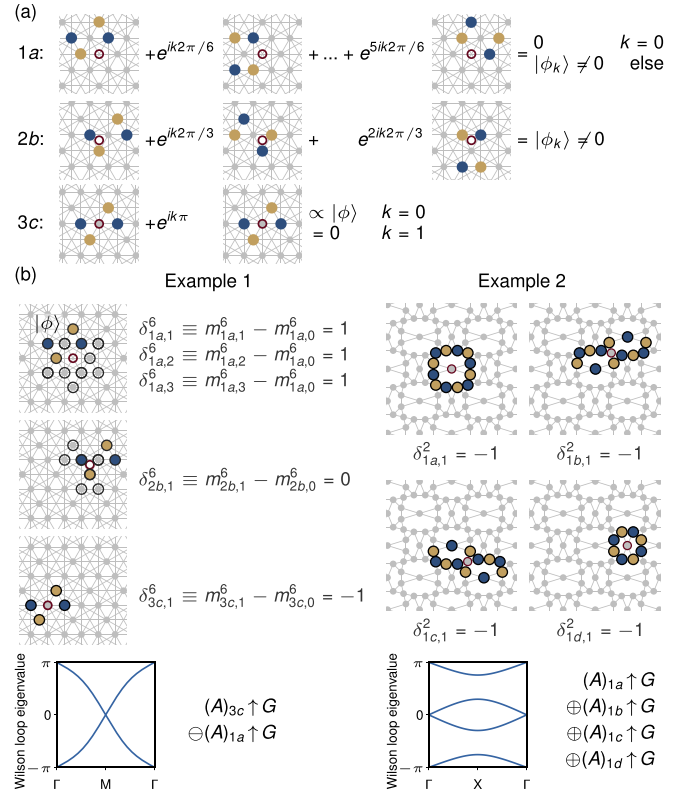 (a)
1a: +e^{ik2π/6} + ... + e^{5ik2π/6} = 0 k = 0
|ϕ_k⟩ ≠ 0 else
2b: +e^{ik2π/3} + e^{2ik2π/3} = |ϕ_k⟩ ≠ 0
3c: +e^{ikπ} ∝ |ϕ⟩ k = 0
= 0 k = 1
(b)
Example 1
|ϕ⟩
δ^6_{1a,1} ≡ m^6_{1a,1} − m^6_{1a,0} = 1
δ^6_{1a,2} ≡ m^6_{1a,2} − m^6_{1a,0} = 1
δ^6_{1a,3} ≡ m^6_{1a,3} − m^6_{1a,0} = 1
δ^6_{2b,1} ≡ m^6_{2b,1} − m^6_{2b,0} = 0
δ^6_{3c,1} ≡ m^6_{3c,1} − m^6_{3c,0} = −1
Wilson loop eigenvalue
π
0
−π
Γ M Γ
(A)_{3c} ↑ G
⊖(A)_{1a} ↑ G
Example 2
δ^2_{1a,1} = −1 δ^2_{1b,1} = −1
δ^2_{1c,1} = −1 δ^2_{1d,1} = −1
Wilson loop eigenvalue
π
0
−π
Γ X Γ
(A)_{1a} ↑ G
⊕(A)_{1b} ↑ G
⊕(A)_{1c} ↑ G
⊕(A)_{1d} ↑ G